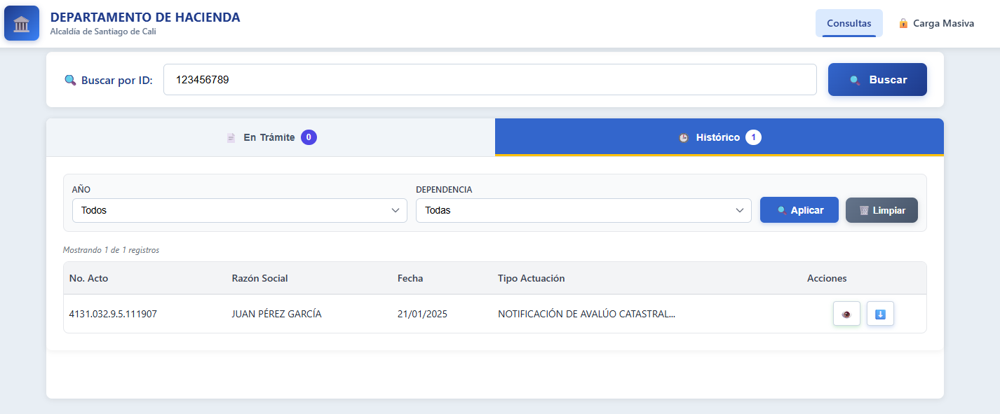 DEPARTAMENTO DE HACIENDA
Alcaldía de Santiago de Cali
Consultas
Carga Masiva
Buscar por ID:
123456789
Buscar
En Trámite 0
Histórico 1
AÑO
DEPENDENCIA
Todos
Todas
Aplicar
Limpiar
Mostrando 1 de 1 registros
No. Acto Razón Social Fecha Tipo Actuación Acciones
4131.032.9.5.111907 JUAN PÉREZ GARCÍA 21/01/2025 NOTIFICACIÓN DE AVALÚO CATASTRAL...